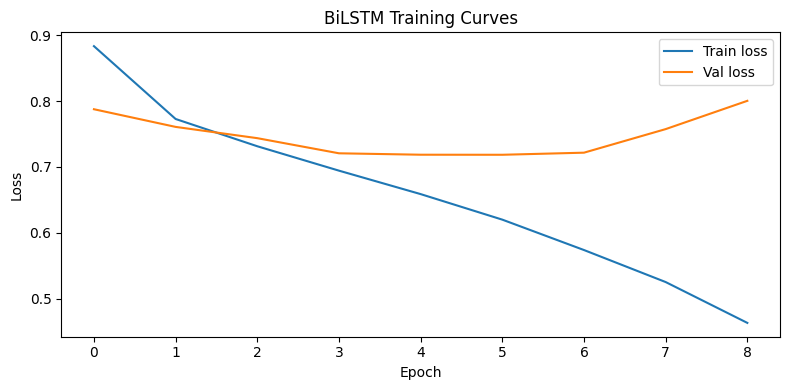 BiLSTM Training Curves
0.9
0.8
0.7
0.6
0.5
Loss
Train loss
Val loss
0 1 2 3 4 5 6 7 8
Epoch